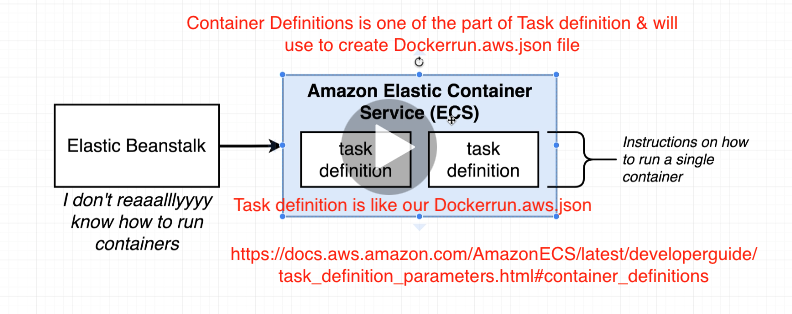 Container Definitions is one of the part of Task definition & will
use to create Dockerrun.aws.json file
Amazon Elastic Container
Service (ECS)
Elastic Beanstalk
task
definition
task
definition
Instructions on how
to run a single
container
I don't reaaalllyyyy
know how to run
containers
Task definition is like our Dockerrun.aws.json
https://docs.aws.amazon.com/AmazonECS/latest/developerguide/
task_definition_parameters.html#container_definitions